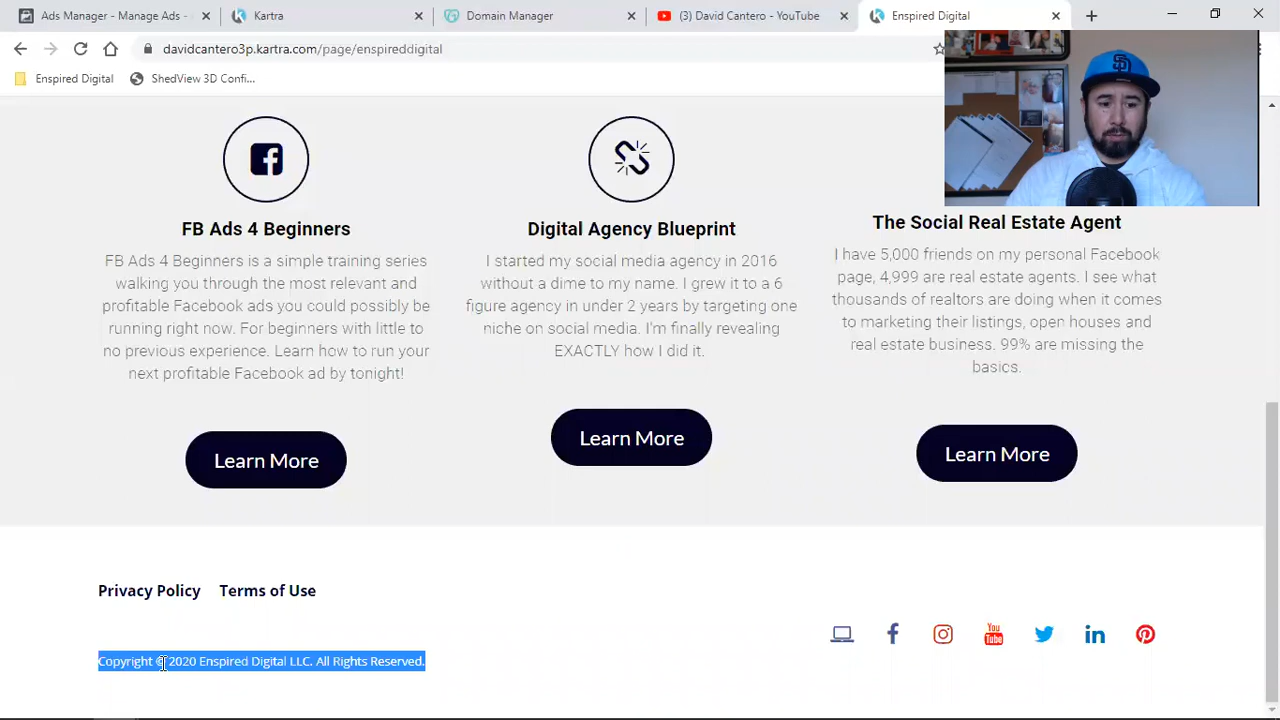 Ads Manager - Manage Ads -
Kartra
Domain Manager
(3) David Cantero - YouTube
Enspired Digital
davidcantero3p.kartra.com/page/enspireddigital
Enspired Digital
ShedView 3D Confi...
SD
FB Ads 4 Beginners
FB Ads 4 Beginners is a simple training series
walking you through the most relevant and
profitable Facebook ads you could possibly be
running right now. For beginners with little to
no previous experience. Learn how to run your
next profitable Facebook ad by tonight!
Learn More
Digital Agency Blueprint
I started my social media agency in 2016
without a dime to my name. I grew it to a 6
figure agency in under 2 years by targeting one
niche on social media. I'm finally revealing
EXACTLY how I did it.
Learn More
The Social Real Estate Agent
I have 5,000 friends on my personal Facebook
page, 4,999 are real estate agents. I see what
thousands of realtors are doing when it comes
to marketing their listings, open houses and
real estate business. 99% are missing the
basics.
Learn More
Privacy Policy Terms of Use
You
Tube
in
Copyright © 2020 Enspired Digital LLC. All Rights Reserved.